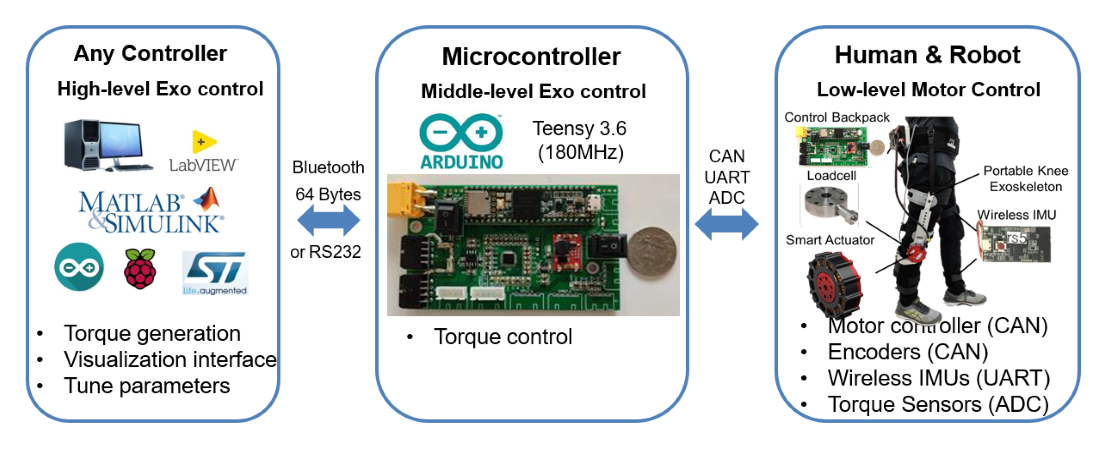 Any Controller
High-level Exo control
LabVIEW™
MATLAB
&SIMULINK
ST
life.augmented
• Torque generation
• Visualization interface
• Tune parameters
Bluetooth
64 Bytes
or RS232
Microcontroller
Middle-level Exo control
ARDUINO
Teensy 3.6
(180MHz)
• Torque control
CAN
UART
ADC
Human & Robot
Low-level Motor Control
Control Backpack
Loadcell
Smart Actuator
Portable Knee
Exoskeleton
Wireless IMU
rs5
• Motor controller (CAN)
• Encoders (CAN)
• Wireless IMUs (UART)
• Torque Sensors (ADC)